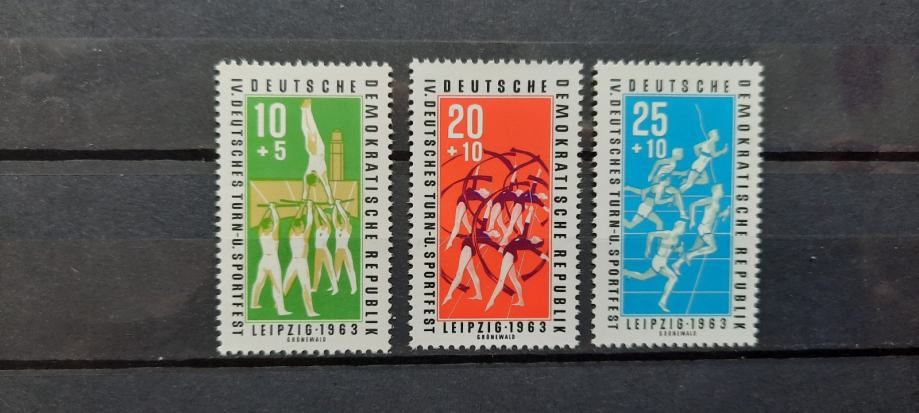 DEUTSCHE
DEMOKRATISCHE REPUBLIK
IV. DEUTSCHES TURN-U. SPORTFEST
10
+5
LEIPZIG·1963
GRÜNEWALD
DEUTSCHE
DEMOKRATISCHE REPUBLIK
IV. DEUTSCHES TURN-U. SPORTFEST
20
+10
LEIPZIG·1963
GRÜNEWALD
DEUTSCHE
DEMOKRATISCHE REPUBLIK
IV. DEUTSCHES TURN-U. SPORTFEST
25
+10
LEIPZIG·1963
GRÜNEWALD